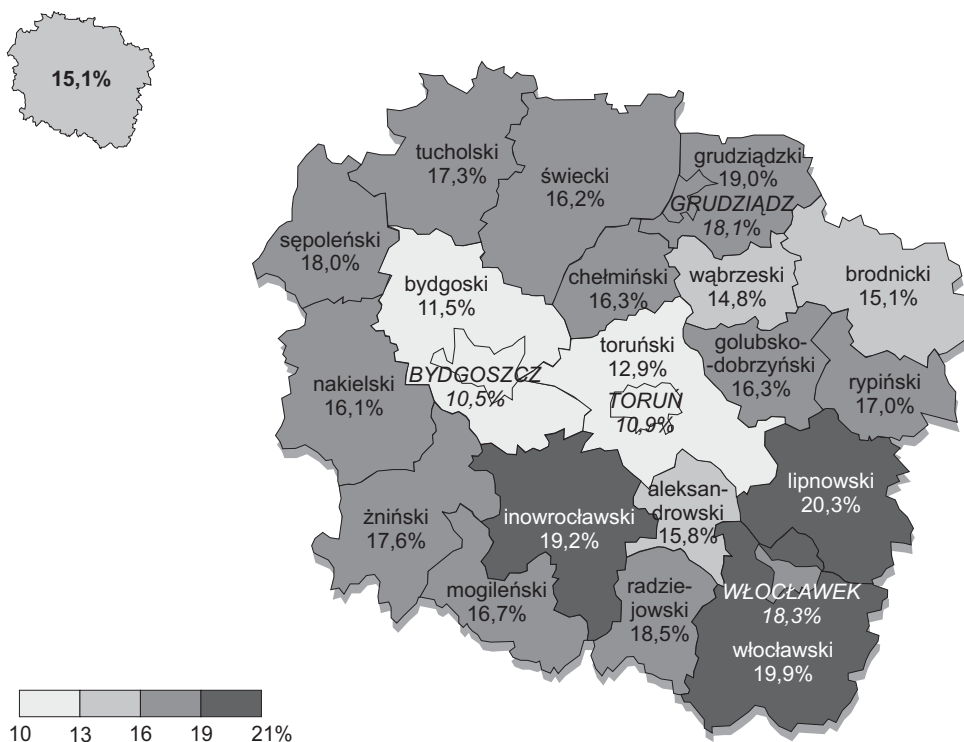 15,1%
tucholski
17,3%
świecki
16,2%
grudziądzki
19,0%
GRUDZIĄDZ
18,1%
sępoleński
18,0%
bydgoski
11,5%
chełmiński
16,3%
wąbrzeski
14,8%
brodnicki
15,1%
nakielski
16,1%
BYDGOSZCZ
10,5%
toruński
12,9%
TORUŃ
10,9%
golubsko-
-dobrzyński
16,3%
rypiński
17,0%
żniński
17,6%
inowrocławski
19,2%
aleksan-
drowski
15,8%
lipnowski
20,3%
mogileński
16,7%
radzie-
jowski
18,5%
WŁOCŁAWEK
18,3%
włocławski
19,9%
10 13 16 19 21%